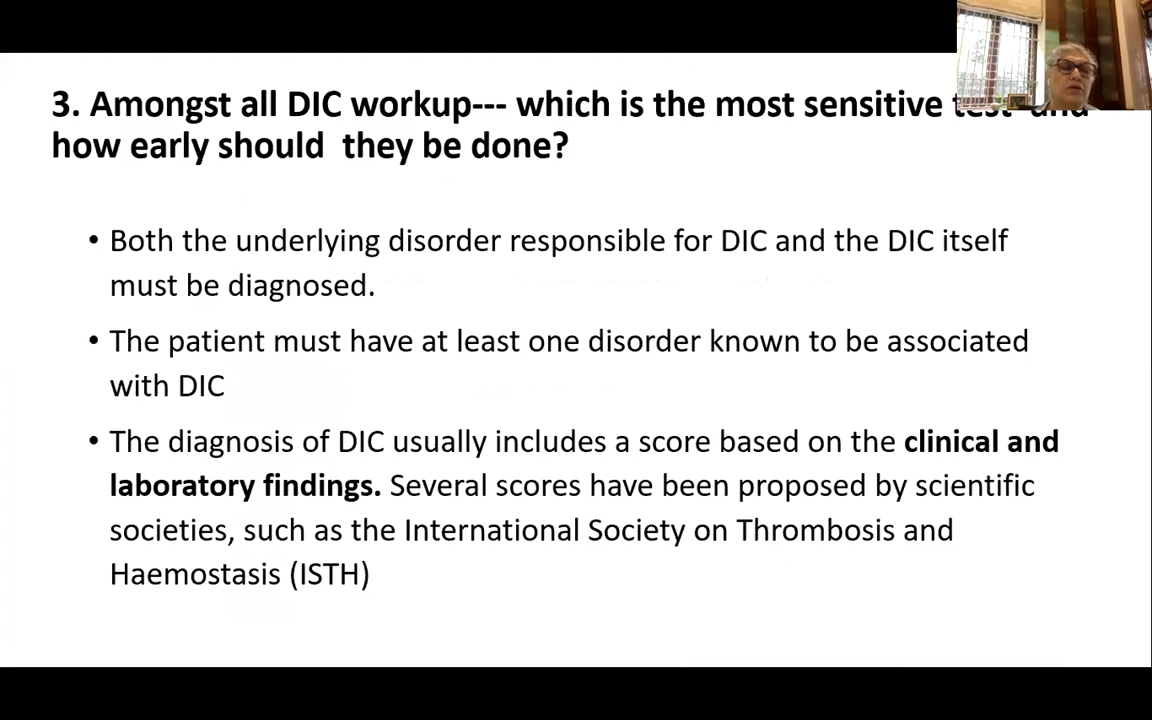 3. Amongst all DIC workup--- which is the most sensitive
how early should they be done?
• Both the underlying disorder responsible for DIC and the DIC itself
must be diagnosed.
• The patient must have at least one disorder known to be associated
with DIC
• The diagnosis of DIC usually includes a score based on the clinical and
laboratory findings. Several scores have been proposed by scientific
societies, such as the International Society on Thrombosis and
Haemostasis (ISTH)